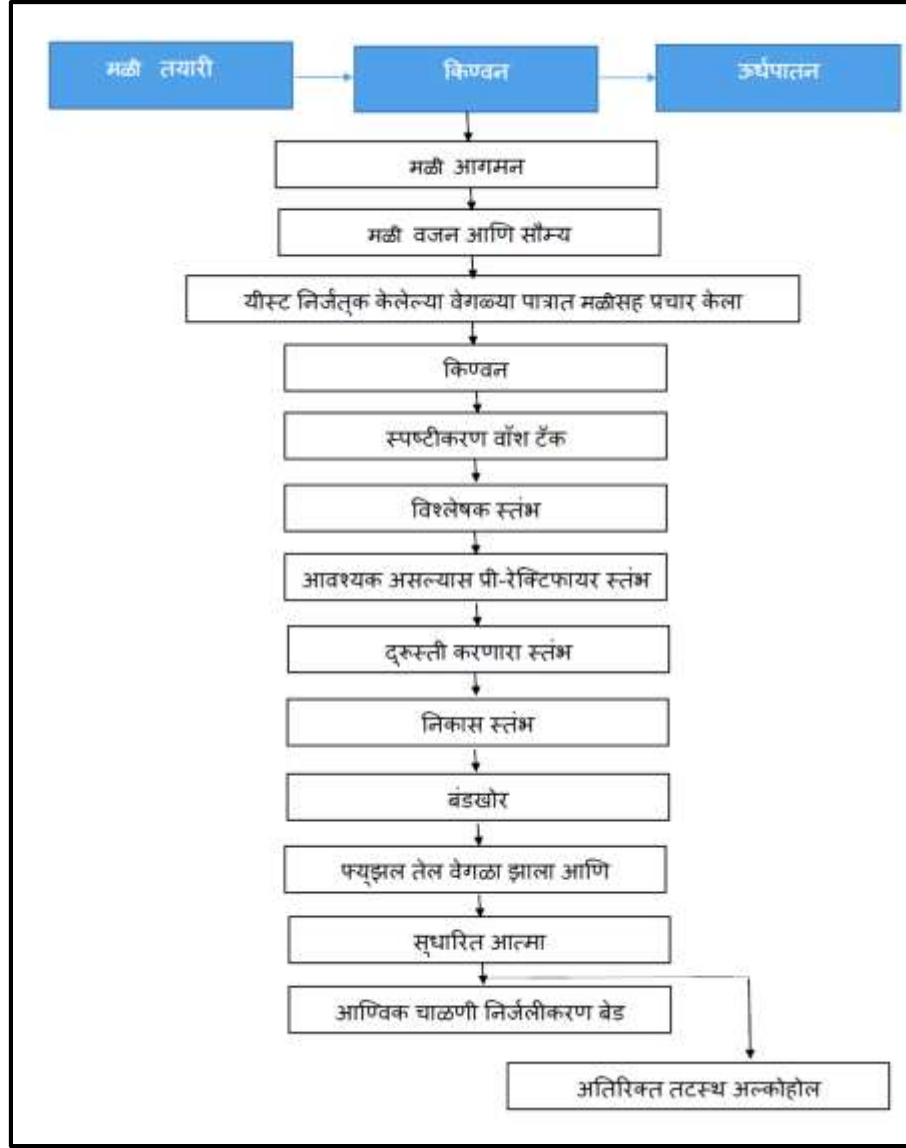 मळी तयारी
किण्वन
ऊर्धपातन
मळी आगमन
मळी वजन आणि सौम्य
यीस्ट निर्जंतुक केलेल्या वेगळ्या पात्रात मळीसह प्रचार केला
किण्वन
स्पष्टीकरण वॉश टॅक
विश्लेषक स्तंभ
आवश्यक असल्यास प्री-रेक्टिफायर स्तंभ
दुरूस्ती करणारा स्तंभ
निकास स्तंभ
बंडखोर
फ्युझल तेल वेगळा झाला आणि
सुधारित आत्मा
आण्विक चाळणी निर्जलीकरण बेड
अतिरिक्त तटस्थ अल्कोहोल